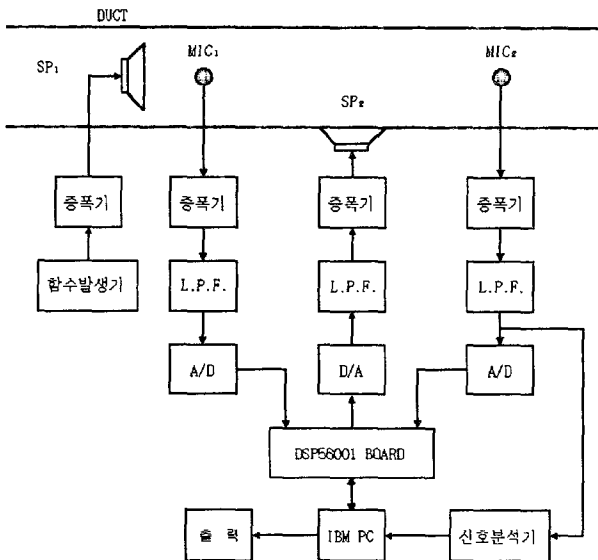 DUCT
SP₁
MIC₁
SP₂
MIC₂
증폭기
증폭기
증폭기
증폭기
함수발생기
L.P.F.
L.P.F.
L.P.F.
A/D
D/A
A/D
DSP56001 BOARD
출 력
IBM PC
신호분석기